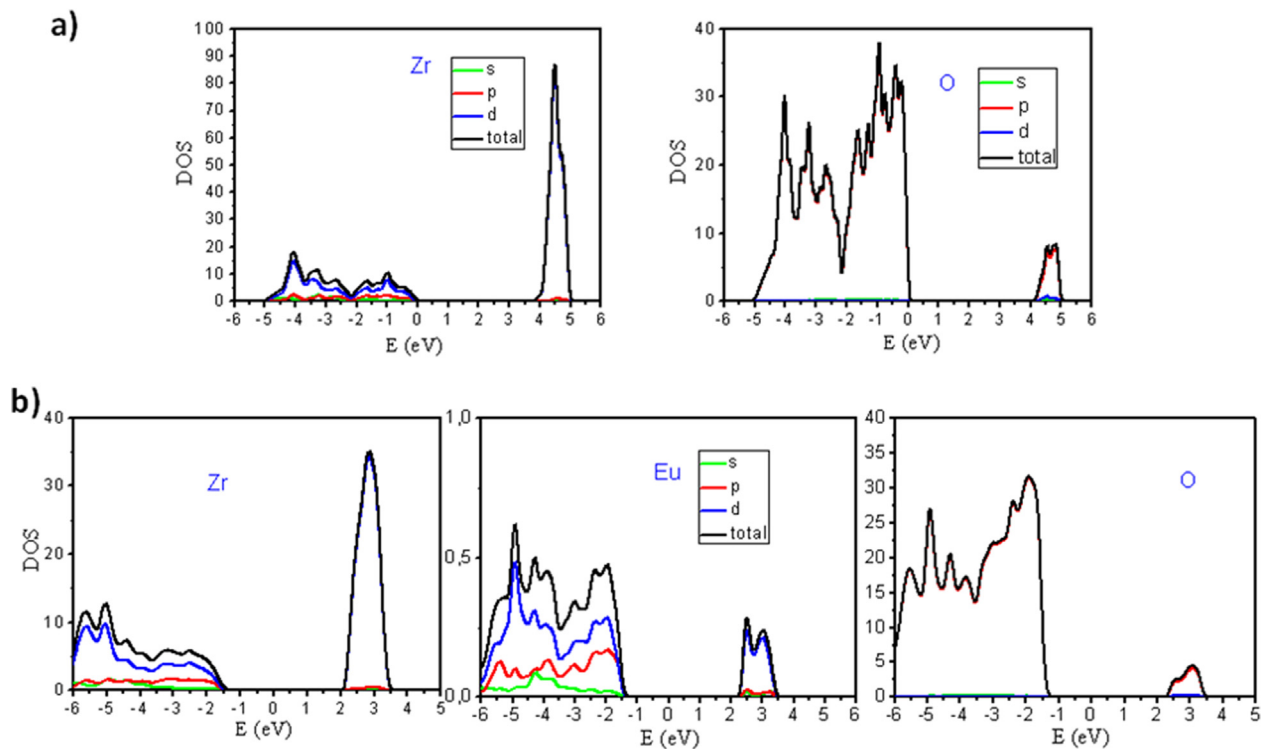 a)
Zr
s
p
d
total
DOS
100
90
80
70
60
50
40
30
20
10
0
-6 -5 -4 -3 -2 -1 0 1 2 3 4 5 6
E (eV)
O
s
p
d
total
DOS
40
30
20
10
0
-6 -5 -4 -3 -2 -1 0 1 2 3 4 5 6
E (eV)
b)
Zr
DOS
40
30
20
10
0
-6 -5 -4 -3 -2 -1 0 1 2 3 4 5
E (eV)
Eu
s
p
d
total
1,0
0,5
0,0
-6 -5 -4 -3 -2 -1 0 1 2 3 4 5 6
E (eV)
O
40
35
30
25
20
15
10
5
0
-6 -5 -4 -3 -2 -1 0 1 2 3 4 5
E (eV)